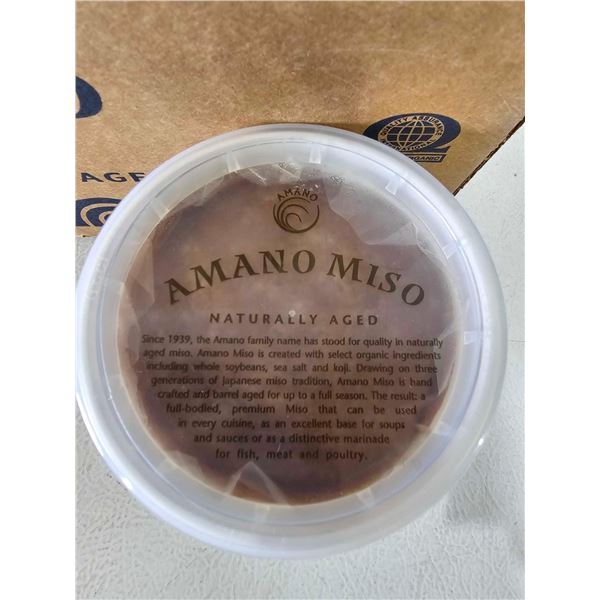 QUALITY ASSURANCE
INTERNATIONAL
ORGANIC
AGE
AMANO
AMANO MISO
NATURALLY AGED
Since 1939, the Amano family name has stood for quality in naturally
aged miso. Amano Miso is created with select organic ingredients
including whole soybeans, sea salt and koji. Drawing on three
generations of Japanese miso tradition, Amano Miso is hand
crafted and barrel aged for up to a full season. The result: a
full-bodied, premium Miso that can be used
in every cuisine, as an excellent base for soups
and sauces or as a distinctive marinade
for fish, meat and poultry.